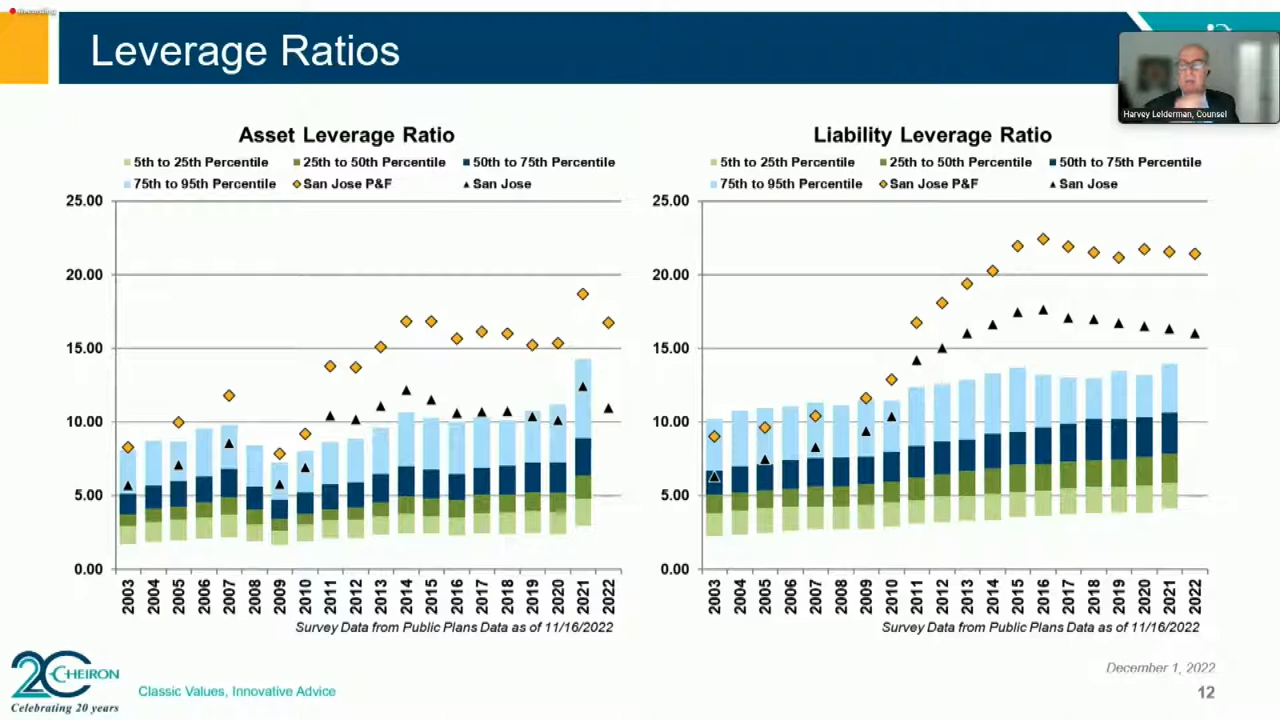 Recording
Leverage Ratios
Harvey Leiderman, Counsel
Asset Leverage Ratio
5th to 25th Percentile 25th to 50th Percentile 50th to 75th Percentile
75th to 95th Percentile San Jose P&F San Jose
25.00
20.00
15.00
10.00
5.00
0.00
2003 2004 2005 2006 2007 2008 2009 2010 2011 2012 2013 2014 2015 2016 2017 2018 2019 2020 2021 2022
Survey Data from Public Plans Data as of 11/16/2022
Liability Leverage Ratio
5th to 25th Percentile 25th to 50th Percentile 50th to 75th Percentile
75th to 95th Percentile San Jose P&F San Jose
25.00
20.00
15.00
10.00
5.00
0.00
2003 2004 2005 2006 2007 2008 2009 2010 2011 2012 2013 2014 2015 2016 2017 2018 2019 2020 2021 2022
Survey Data from Public Plans Data as of 11/16/2022
20 CHEIRON
Celebrating 20 years
Classic Values, Innovative Advice
December 1, 2022
12